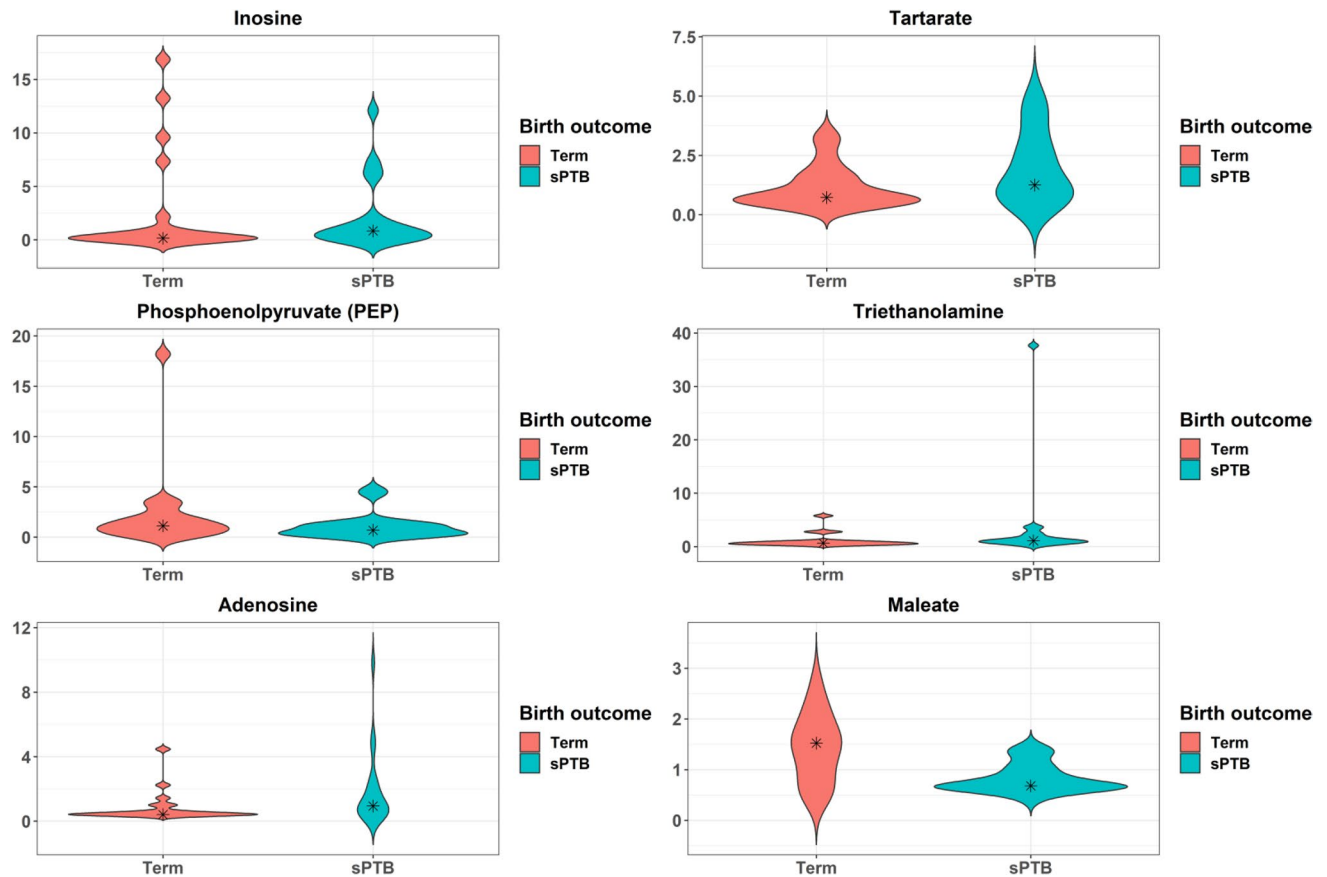 Inosine
15
10
5
0
Term
sPTB
Birth outcome
Term
sPTB
Tartarate
7.5
5.0
2.5
0.0
Term
sPTB
Birth outcome
Term
sPTB
Phosphoenolpyruvate (PEP)
20
15
10
5
0
Term
sPTB
Birth outcome
Term
sPTB
Triethanolamine
40
30
20
10
0
Term
sPTB
Birth outcome
Term
sPTB
Adenosine
12
8
4
0
Term
sPTB
Birth outcome
Term
sPTB
Maleate
3
2
1
0
Term
sPTB
Birth outcome
Term
sPTB